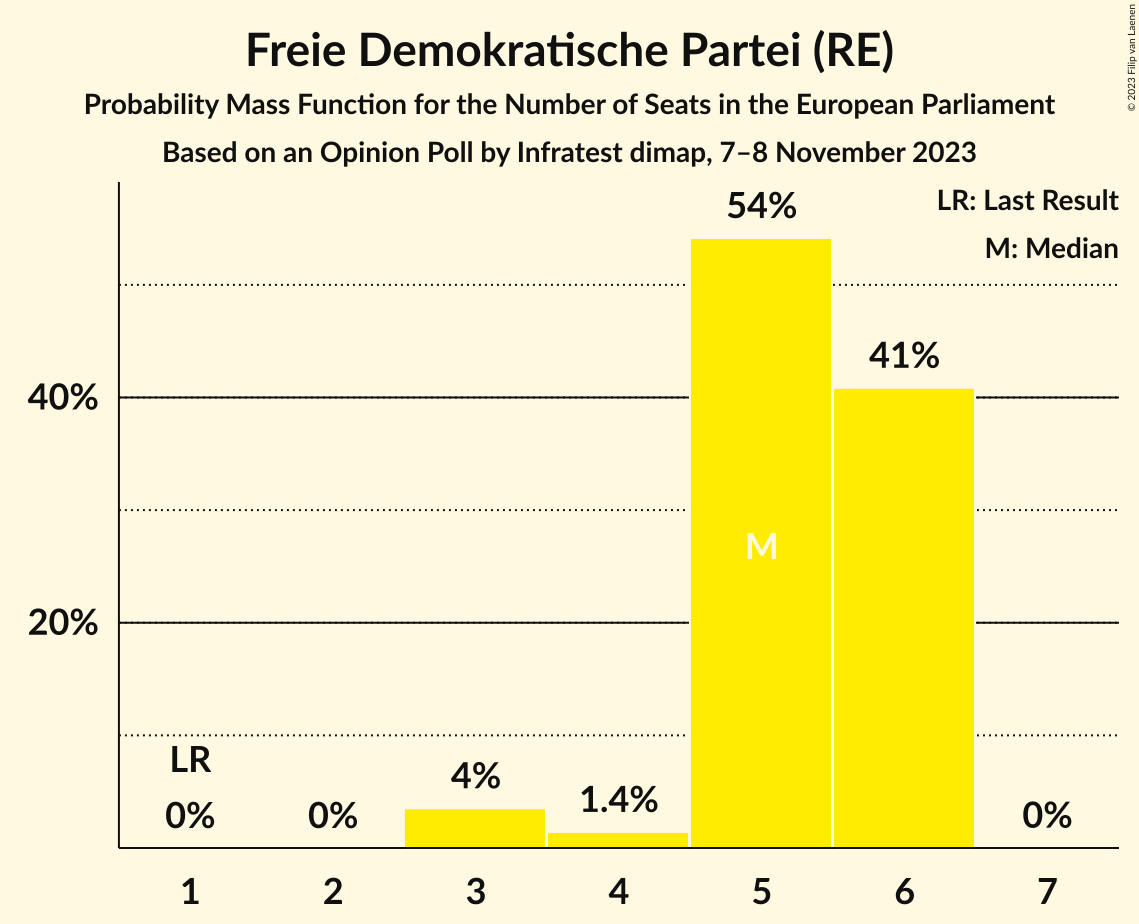 Freie Demokratische Partei (RE)
Probability Mass Function for the Number of Seats in the European Parliament
Based on an Opinion Poll by Infratest dimap, 7–8 November 2023
© 2023 Filip van Laenen
LR: Last Result
M: Median
54%
41%
40%
M
20%
LR
0%
0%
4%
1.4%
0%
1
2
3
4
5
6
7